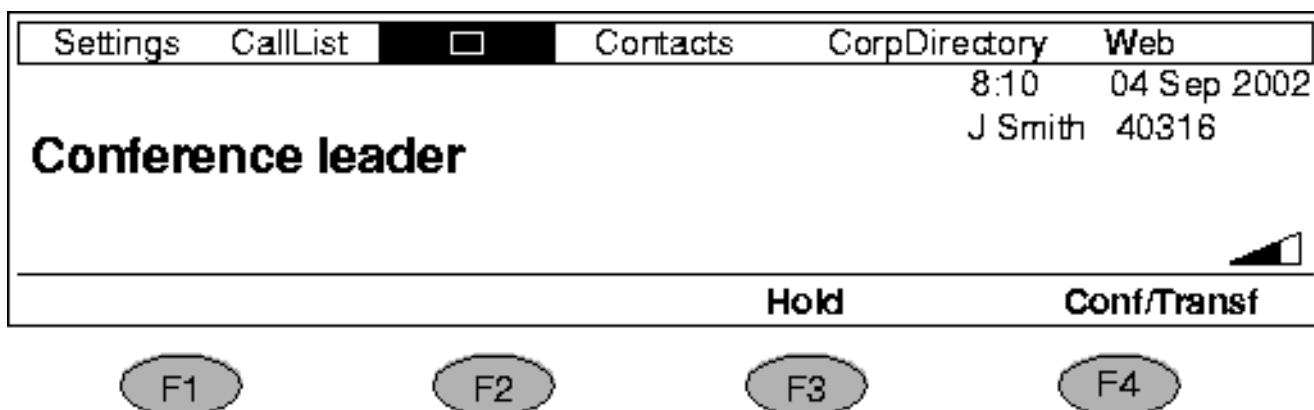 Settings CallList Contacts CorpDirectory Web
8:10 04 Sep 2002
J Smith 40316
Conference leader
Hold Conf/Transf
F1 F2 F3 F4